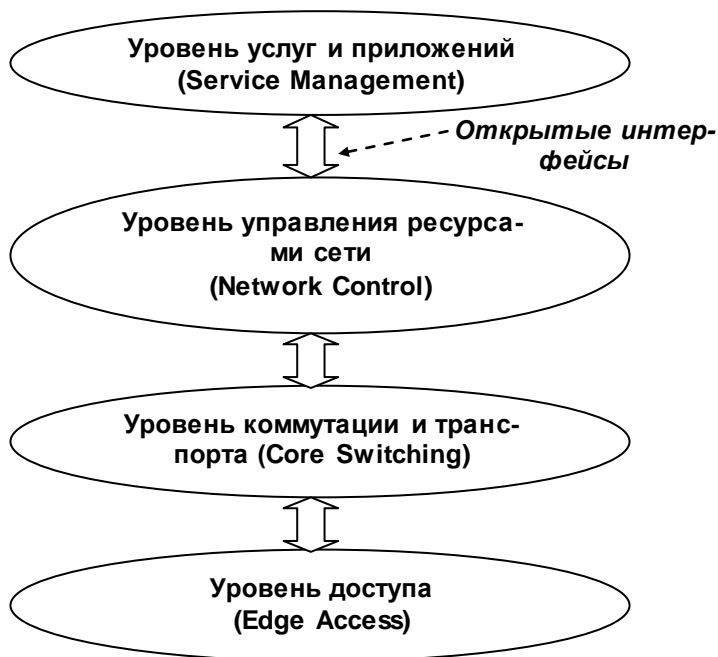 Уровень услуг и приложений
(Service Management)
Открытые интер-
фейсы
Уровень управления ресурса-
ми сети
(Network Control)
Уровень коммутации и транс-
порта (Core Switching)
Уровень доступа
(Edge Access)